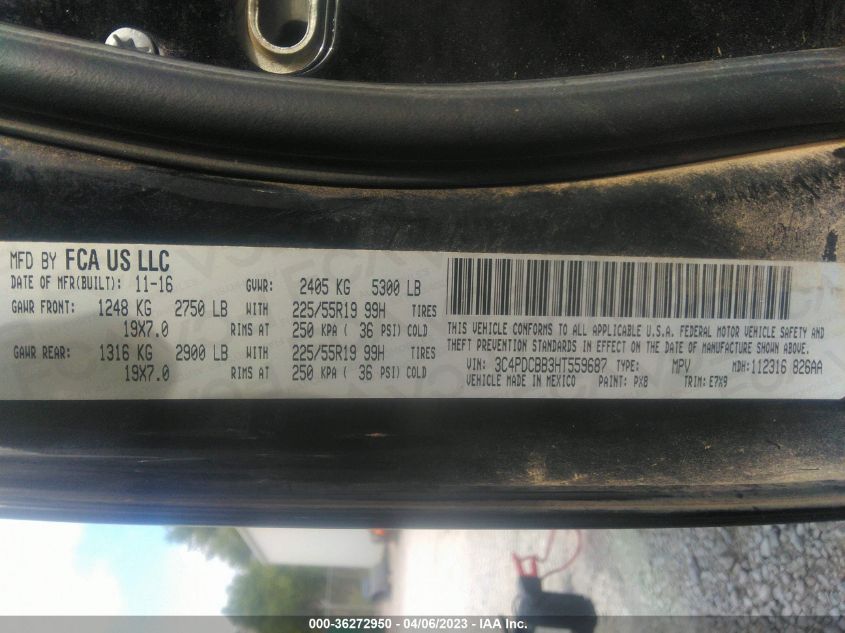 MFD BY FCA US LLC
DATE OF MFR(BUILT): 11-16 GVWR: 2405 KG 5300 LB
GAWR FRONT: 1248 KG 2750 LB WITH 225/55R19 99H TIRES
19X7.0 RIMS AT 250 KPA ( 36 PSI) COLD
GAWR REAR: 1316 KG 2900 LB WITH 225/55R19 99H TIRES
19X7.0 RIMS AT 250 KPA ( 36 PSI) COLD
THIS VEHICLE CONFORMS TO ALL APPLICABLE U.S.A. FEDERAL MOTOR VEHICLE SAFETY AND
THEFT PREVENTION STANDARDS IN EFFECT ON THE DATE OF MANUFACTURE SHOWN ABOVE.
VIN: 3C4PDCBB3HT559687 TYPE: MPV MDH: 112316 826AA
VEHICLE MADE IN MEXICO PAINT: PX8 TRIM: E7X9
000-36272950 - 04/06/2023 - IAA Inc.